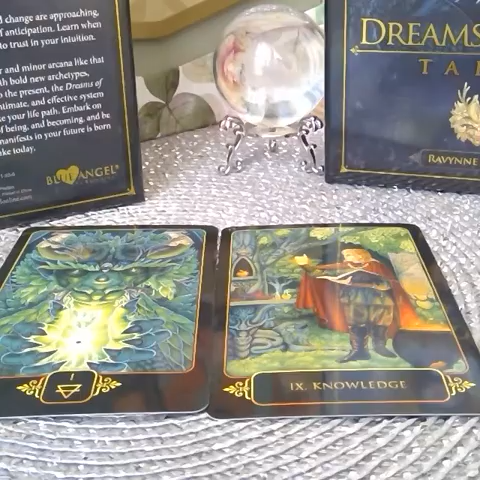 d change are approaching,
f anticipation. Learn when
to trust in your intuition.
r and minor arcana like that
th bold new archetypes,
o the present, the Dreams of
ntimate, and effective system
e your life path. Embark on
of being, and becoming, and be
manifests in your future is born
ke today.
BLUE ANGEL®
DREAMS
TA
RAVYNNE
I
IX. KNOWLEDGE